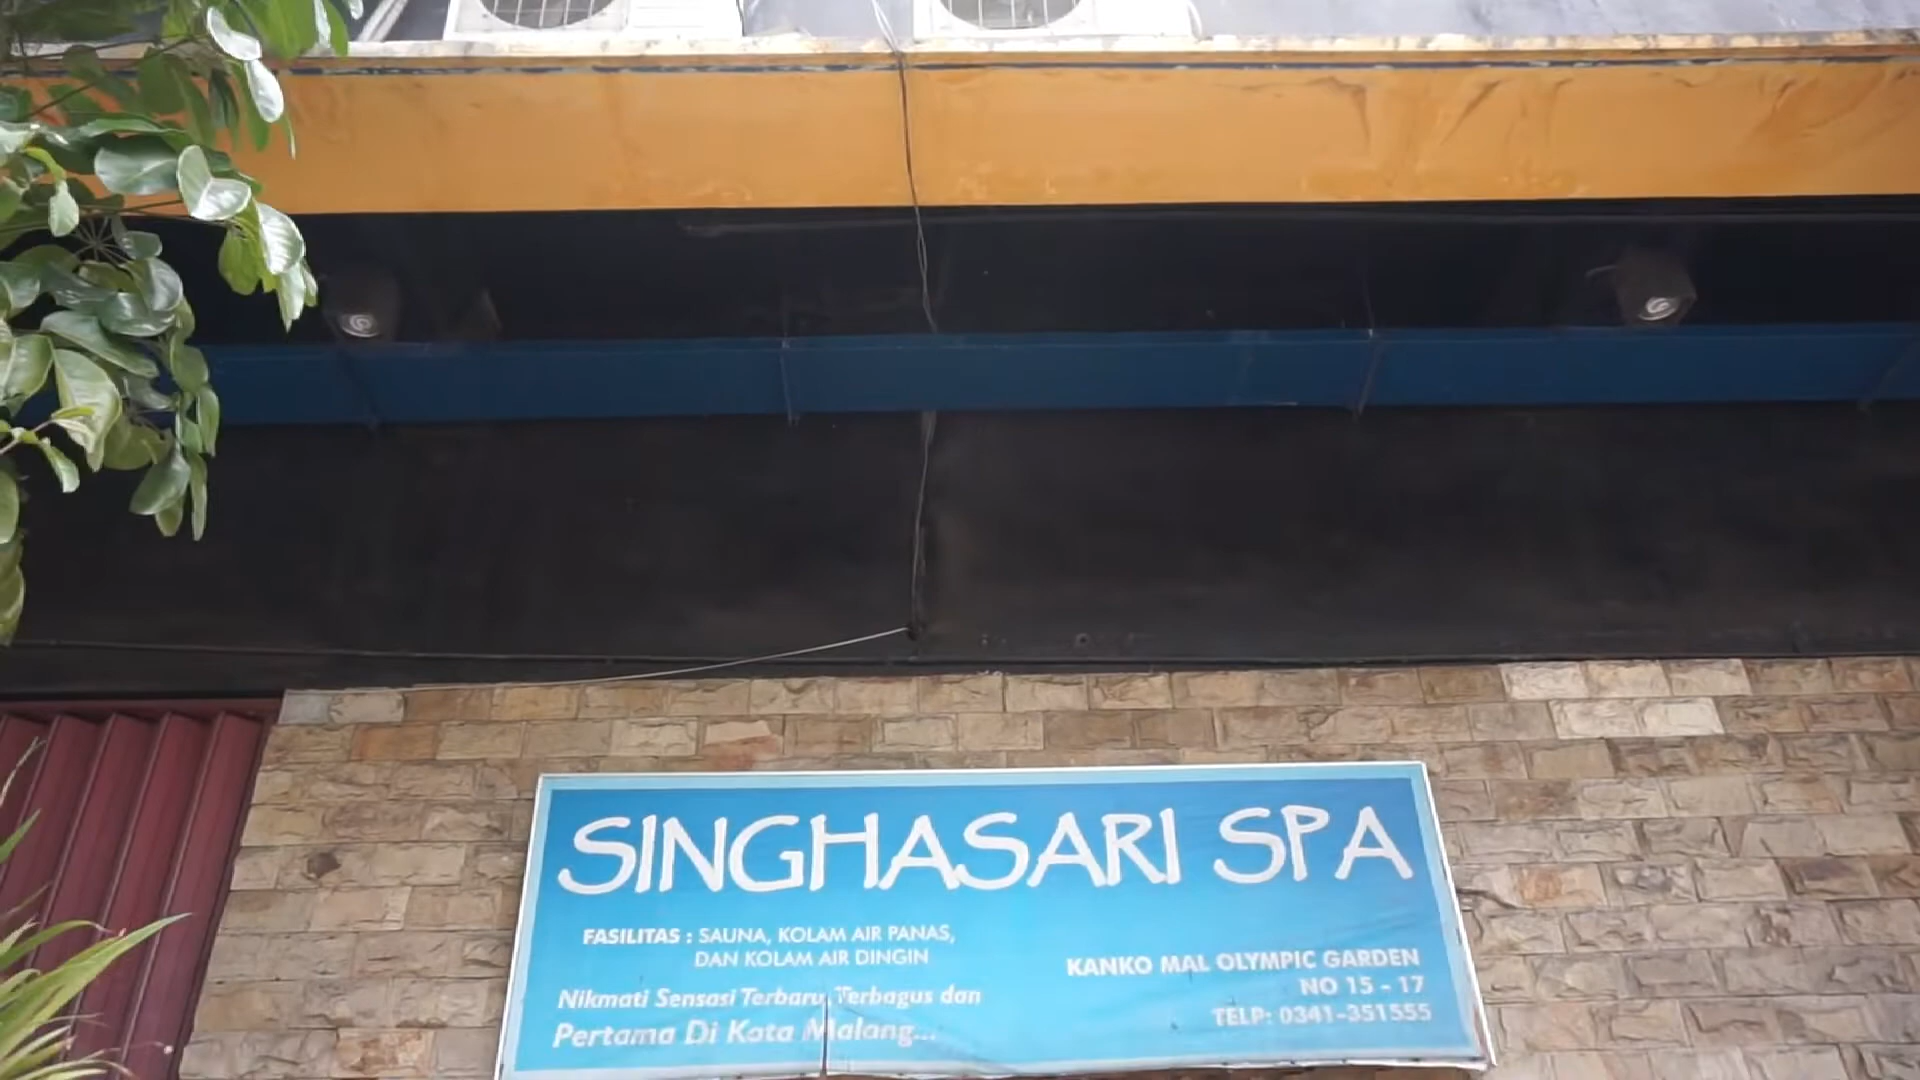 SINGHASARI SPA
FASILITAS : SAUNA, KOLAM AIR PANAS,
DAN KOLAM AIR DINGIN
Nikmati Sensasi Terbaru, Terbagus dan
Pertama Di Kota Malang...
KANKO MAL OLYMPIC GARDEN
NO 15 - 17
TELP: 0341-351555